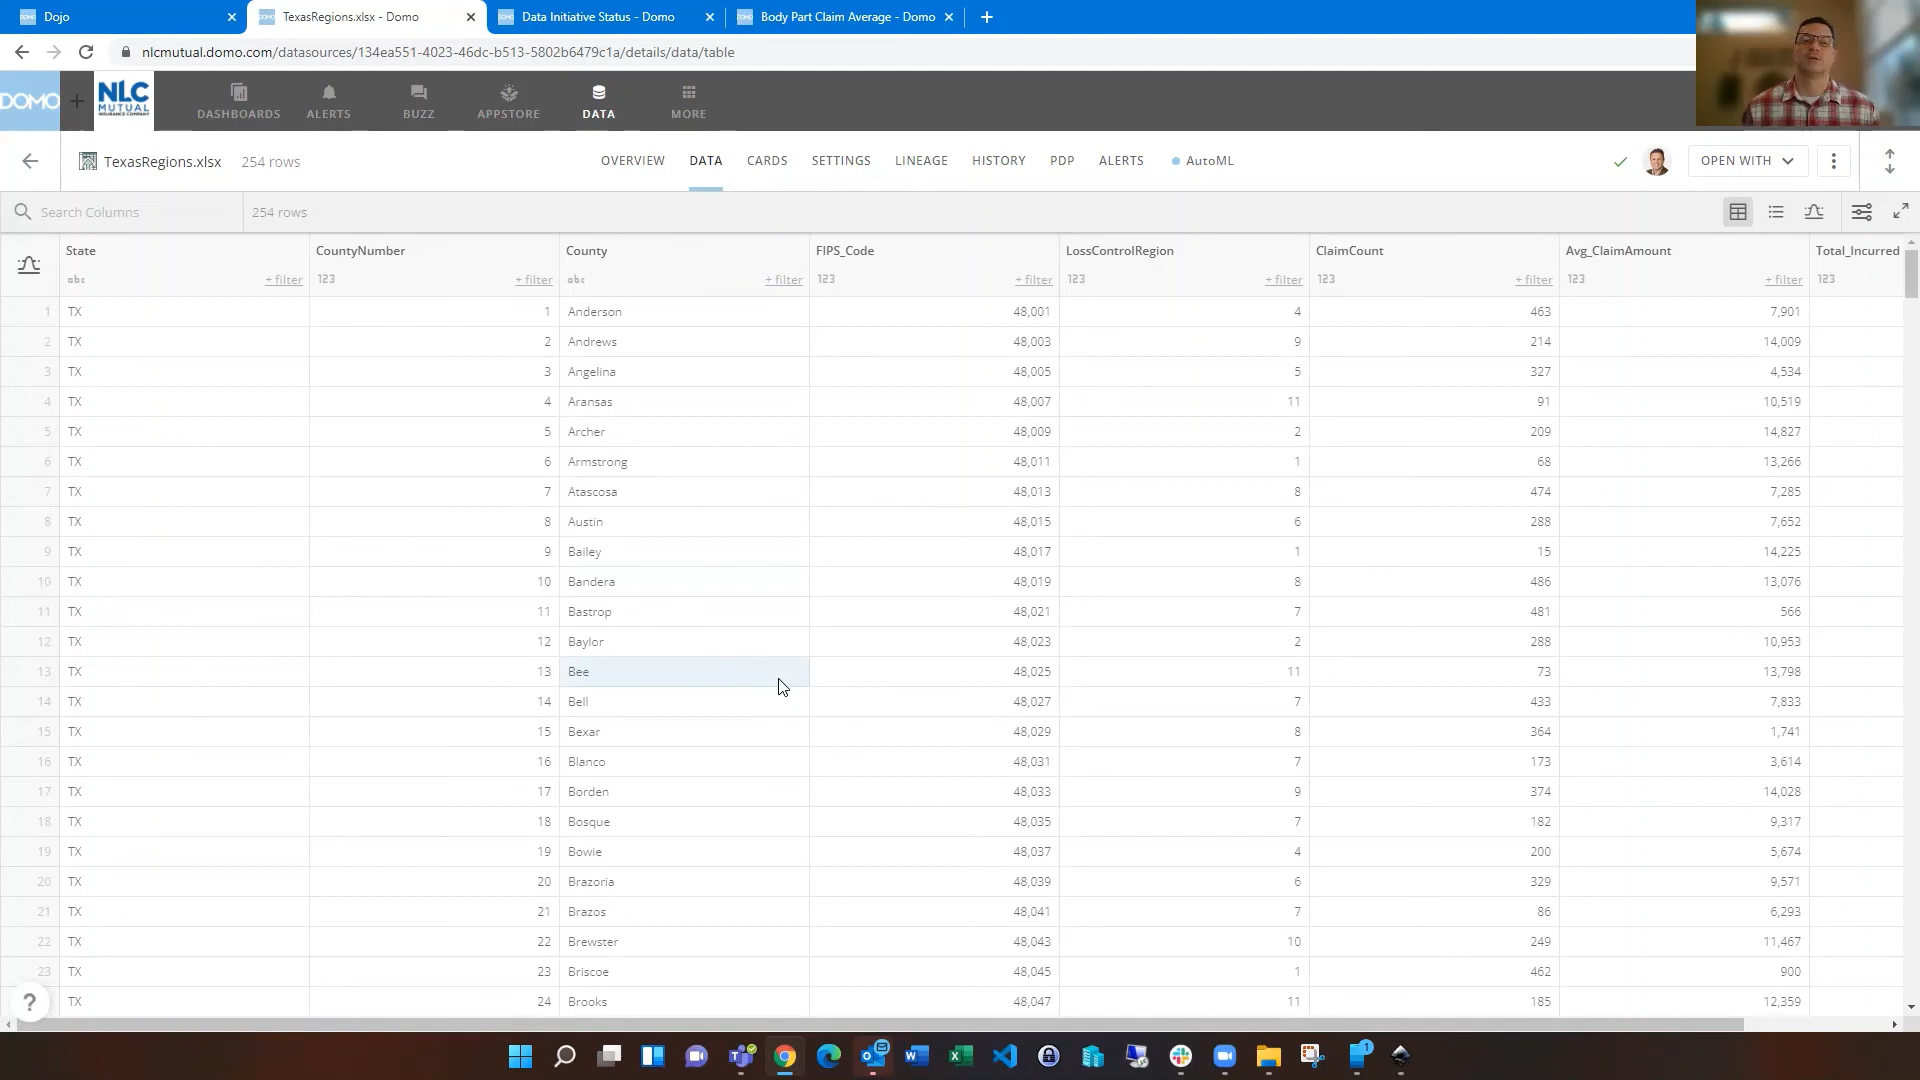 Dojo
TexasRegions.xlsx - Domo
Data Initiative Status - Domo
Body Part Claim Average - Domo
nlcmutual.domo.com/datasources/134ea551-4023-46dc-b513-5802b6479c1a/details/data/table
DOMO
NLC
MUTUAL
INSURANCE COMPANY
DASHBOARDS
ALERTS
BUZZ
APPSTORE
DATA
MORE
TexasRegions.xlsx 254 rows
OVERVIEW DATA CARDS SETTINGS LINEAGE HISTORY PDP ALERTS AutoML
OPEN WITH
Search Columns
254 rows
State CountyNumber County FIPS_Code LossControlRegion ClaimCount Avg_ClaimAmount Total_Incurred
abc + filter 123 + filter abc + filter 123 + filter 123 + filter 123 + filter 123 + filter 123
1 TX 1 Anderson 48,001 4 463 7,901
2 TX 2 Andrews 48,003 9 214 14,009
3 TX 3 Angelina 48,005 5 327 4,534
4 TX 4 Aransas 48,007 11 91 10,519
5 TX 5 Archer 48,009 2 209 14,827
6 TX 6 Armstrong 48,011 1 68 13,266
7 TX 7 Atascosa 48,013 8 474 7,285
8 TX 8 Austin 48,015 6 288 7,652
9 TX 9 Bailey 48,017 1 15 14,225
10 TX 10 Bandera 48,019 8 486 13,076
11 TX 11 Bastrop 48,021 7 481 566
12 TX 12 Baylor 48,023 2 288 10,953
13 TX 13 Bee 48,025 11 73 13,798
14 TX 14 Bell 48,027 7 433 7,833
15 TX 15 Bexar 48,029 8 364 1,741
16 TX 16 Blanco 48,031 7 173 3,614
17 TX 17 Borden 48,033 9 374 14,028
18 TX 18 Bosque 48,035 7 182 9,317
19 TX 19 Bowie 48,037 4 200 5,674
20 TX 20 Brazoria 48,039 6 329 9,571
21 TX 21 Brazos 48,041 7 86 6,293
22 TX 22 Brewster 48,043 10 249 11,467
23 TX 23 Briscoe 48,045 1 462 900
TX 24 Brooks 48,047 11 185 12,359
?
1